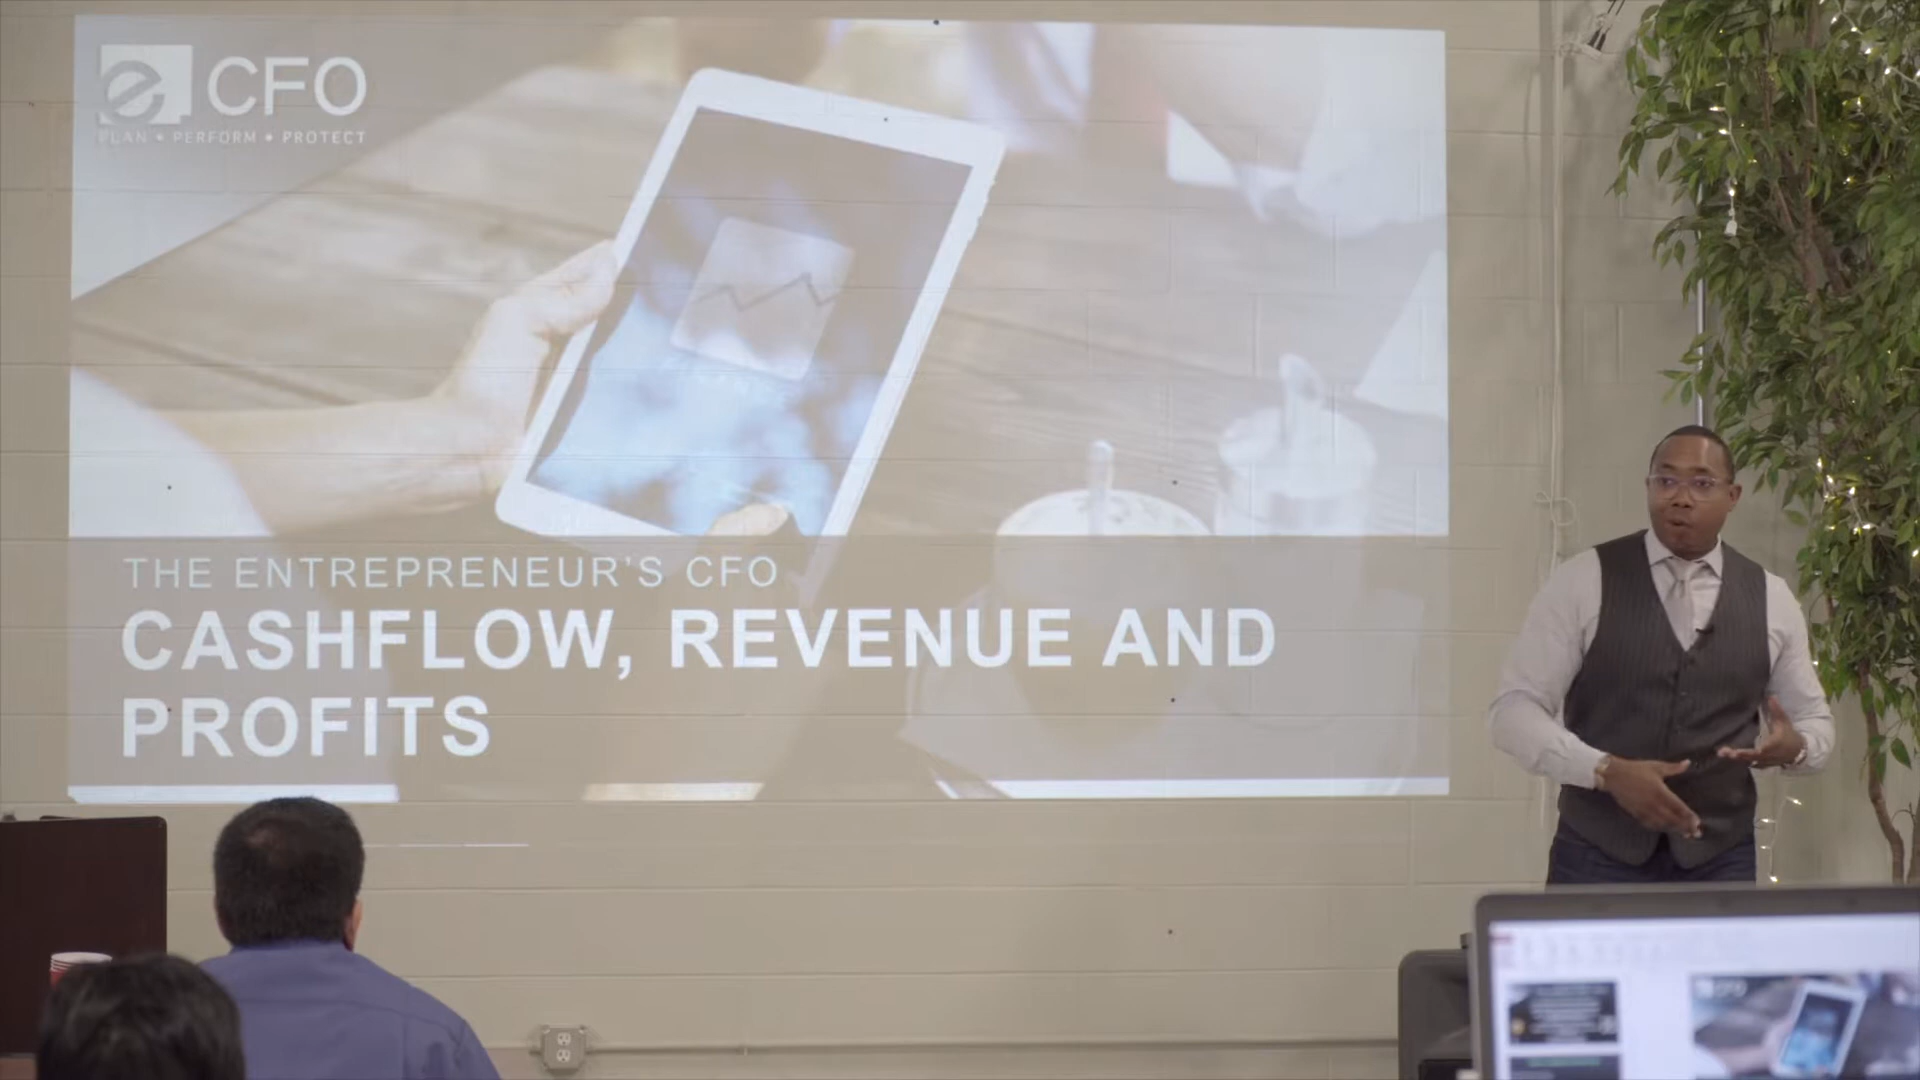 e CFO
PLAN • PERFORM • PROTECT
THE ENTREPRENEUR'S CFO
CASHFLOW, REVENUE AND
PROFITS